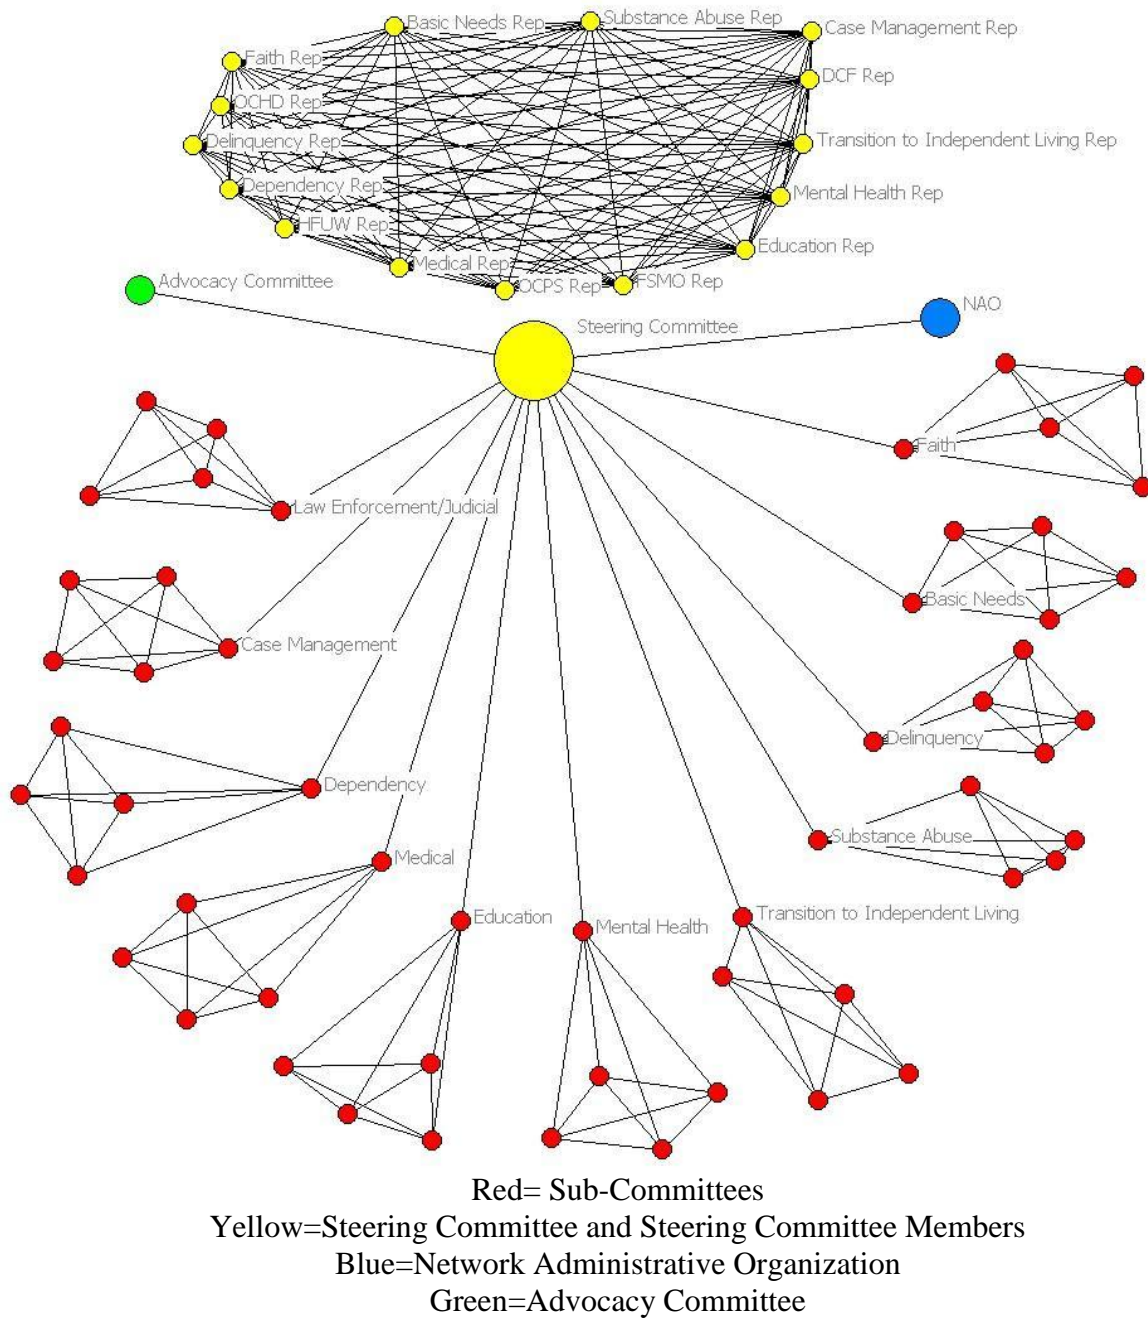 Basic Needs Rep
Substance Abuse Rep
Case Management Rep
Faith Rep
DCF Rep
OCHD Rep
Delinquency Rep
Transition to Independent Living Rep
Dependency Rep
Mental Health Rep
HFUW Rep
Education Rep
Medical Rep
OCPS Rep
FSMO Rep
Advocacy Committee
NAO
Steering Committee
Faith
Law Enforcement/Judicial
Basic Needs
Case Management
Delinquency
Dependency
Substance Abuse
Medical
Education
Mental Health
Transition to Independent Living
Red= Sub-Committees
Yellow=Steering Committee and Steering Committee Members
Blue=Network Administrative Organization
Green=Advocacy Committee